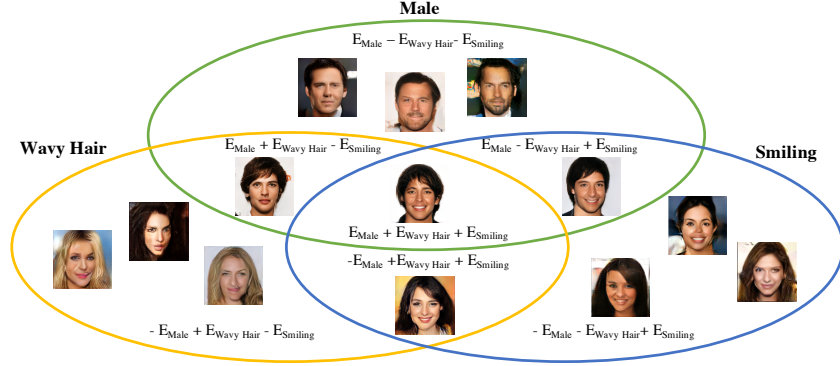 Male
E_Male – E_Wavy Hair - E_Smiling
E_Male + E_Wavy Hair - E_Smiling
E_Male - E_Wavy Hair + E_Smiling
Wavy Hair
Smiling
E_Male + E_Wavy Hair + E_Smiling
-E_Male +E_Wavy Hair + E_Smiling
- E_Male + E_Wavy Hair - E_Smiling
- E_Male - E_Wavy Hair+ E_Smiling